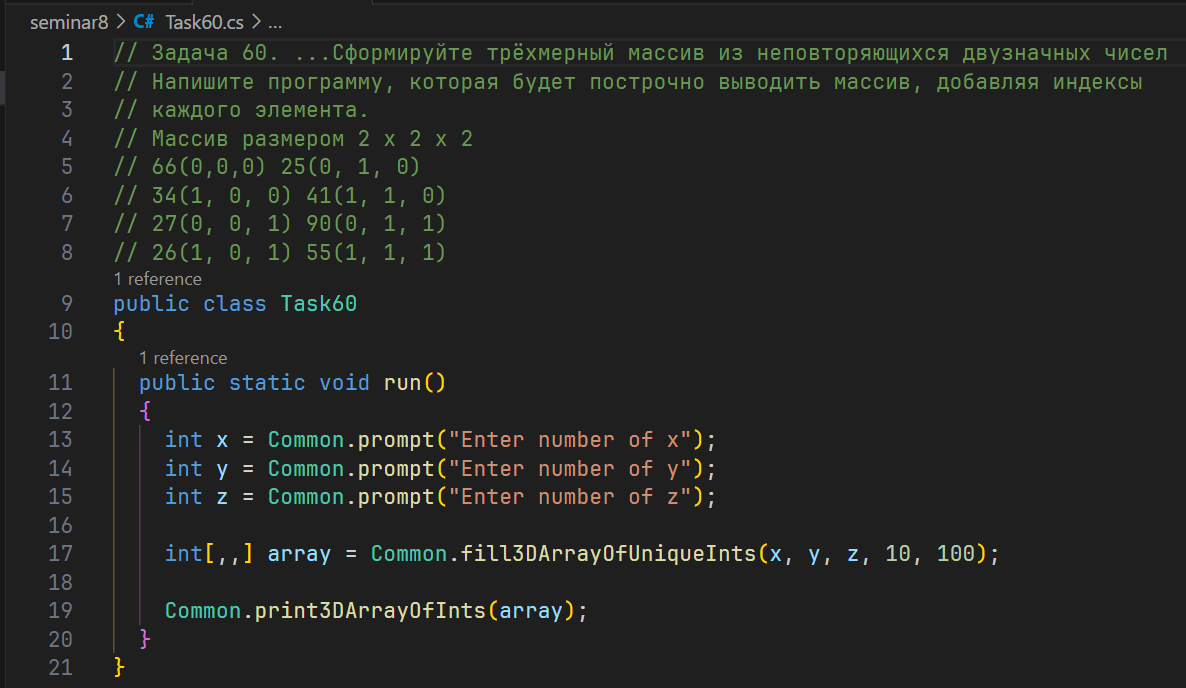 seminar8 > C# Task60.cs > ...
1 // Задача 60. ...Сформируйте трёхмерный массив из неповторяющихся двузначных чисел
2 // Напишите программу, которая будет построчно выводить массив, добавляя индексы
3 // каждого элемента.
4 // Массив размером 2 x 2 x 2
5 // 66(0,0,0) 25(0, 1, 0)
6 // 34(1, 0, 0) 41(1, 1, 0)
7 // 27(0, 0, 1) 90(0, 1, 1)
8 // 26(1, 0, 1) 55(1, 1, 1)
1 reference
9 public class Task60
10 {
1 reference
11 public static void run()
12 {
13 int x = Common.prompt("Enter number of x");
14 int y = Common.prompt("Enter number of y");
15 int z = Common.prompt("Enter number of z");
16
17 int[,,] array = Common.fill3DArrayOfUniqueInts(x, y, z, 10, 100);
18
19 Common.print3DArrayOfInts(array);
20 }
21 }